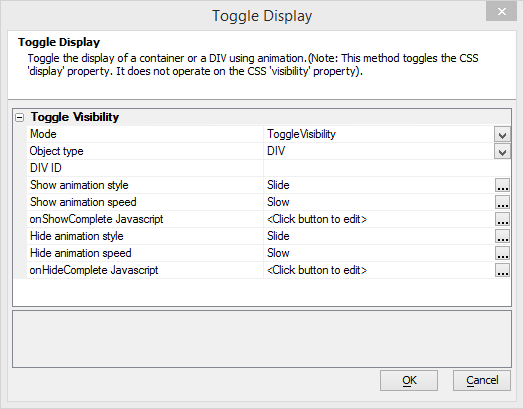 Toggle Display
Toggle Display
Toggle the display of a container or a DIV using animation.(Note: This method toggles the CSS
'display' property. It does not operate on the CSS 'visibility' property).
Toggle Visibility
Mode ToggleVisibility
Object type DIV
DIV ID
Show animation style Slide ...
Show animation speed Slow ...
onShowComplete Javascript <Click button to edit> ...
Hide animation style Slide ...
Hide animation speed Slow ...
onHideComplete Javascript <Click button to edit> ...
OK Cancel